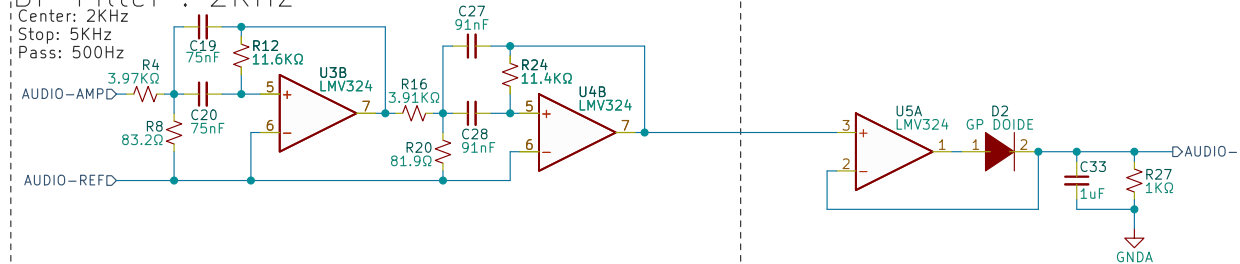 BP Filter : 2KHz
Center: 2KHz
Stop: 5KHz
Pass: 500Hz
C19
75nF
R12
11.6KΩ
R4
3.97KΩ
AUDIO-AMP
C20
75nF
R8
83.2Ω
AUDIO-REF
U3B
LMV324
5
+
6
−
7
C27
91nF
R24
11.4KΩ
R16
3.91KΩ
C28
91nF
R20
81.9Ω
U4B
LMV324
5
+
6
−
7
U5A
LMV324
3
+
2
−
1
D2
GP DOIDE
1
2
C33
1uF
R27
1KΩ
AUDIO-
GNDA